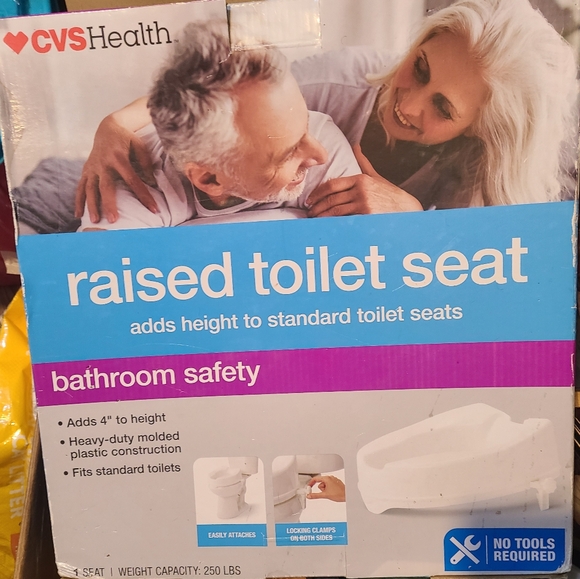 CVSHealth
raised toilet seat
adds height to standard toilet seats
bathroom safety
• Adds 4" to height
• Heavy-duty molded
plastic construction
• Fits standard toilets
EASILY ATTACHES
LOCKING CLAMPS
ON BOTH SIDES
1 SEAT | WEIGHT CAPACITY: 250 LBS
NO TOOLS
REQUIRED